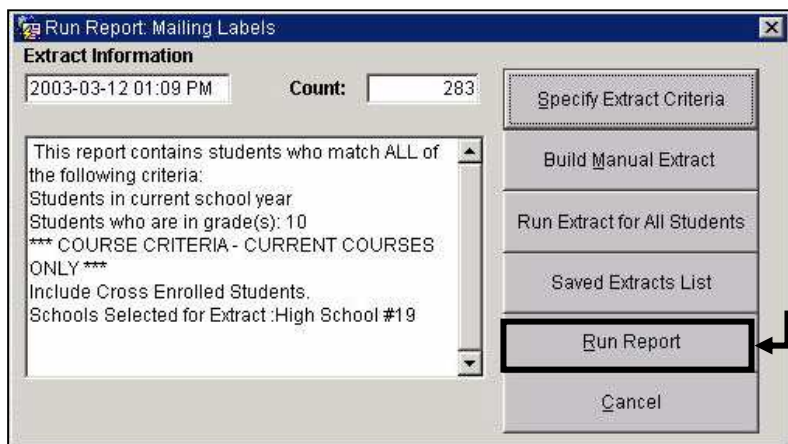 Run Report: Mailing Labels
Extract Information
2003-03-12 01:09 PM Count: 283
This report contains students who match ALL of
the following criteria:
Students in current school year
Students who are in grade(s): 10
*** COURSE CRITERIA - CURRENT COURSES
ONLY ***
Include Cross Enrolled Students.
Schools Selected for Extract :High School #19
Specify Extract Criteria
Build Manual Extract
Run Extract for All Students
Saved Extracts List
Run Report
Cancel